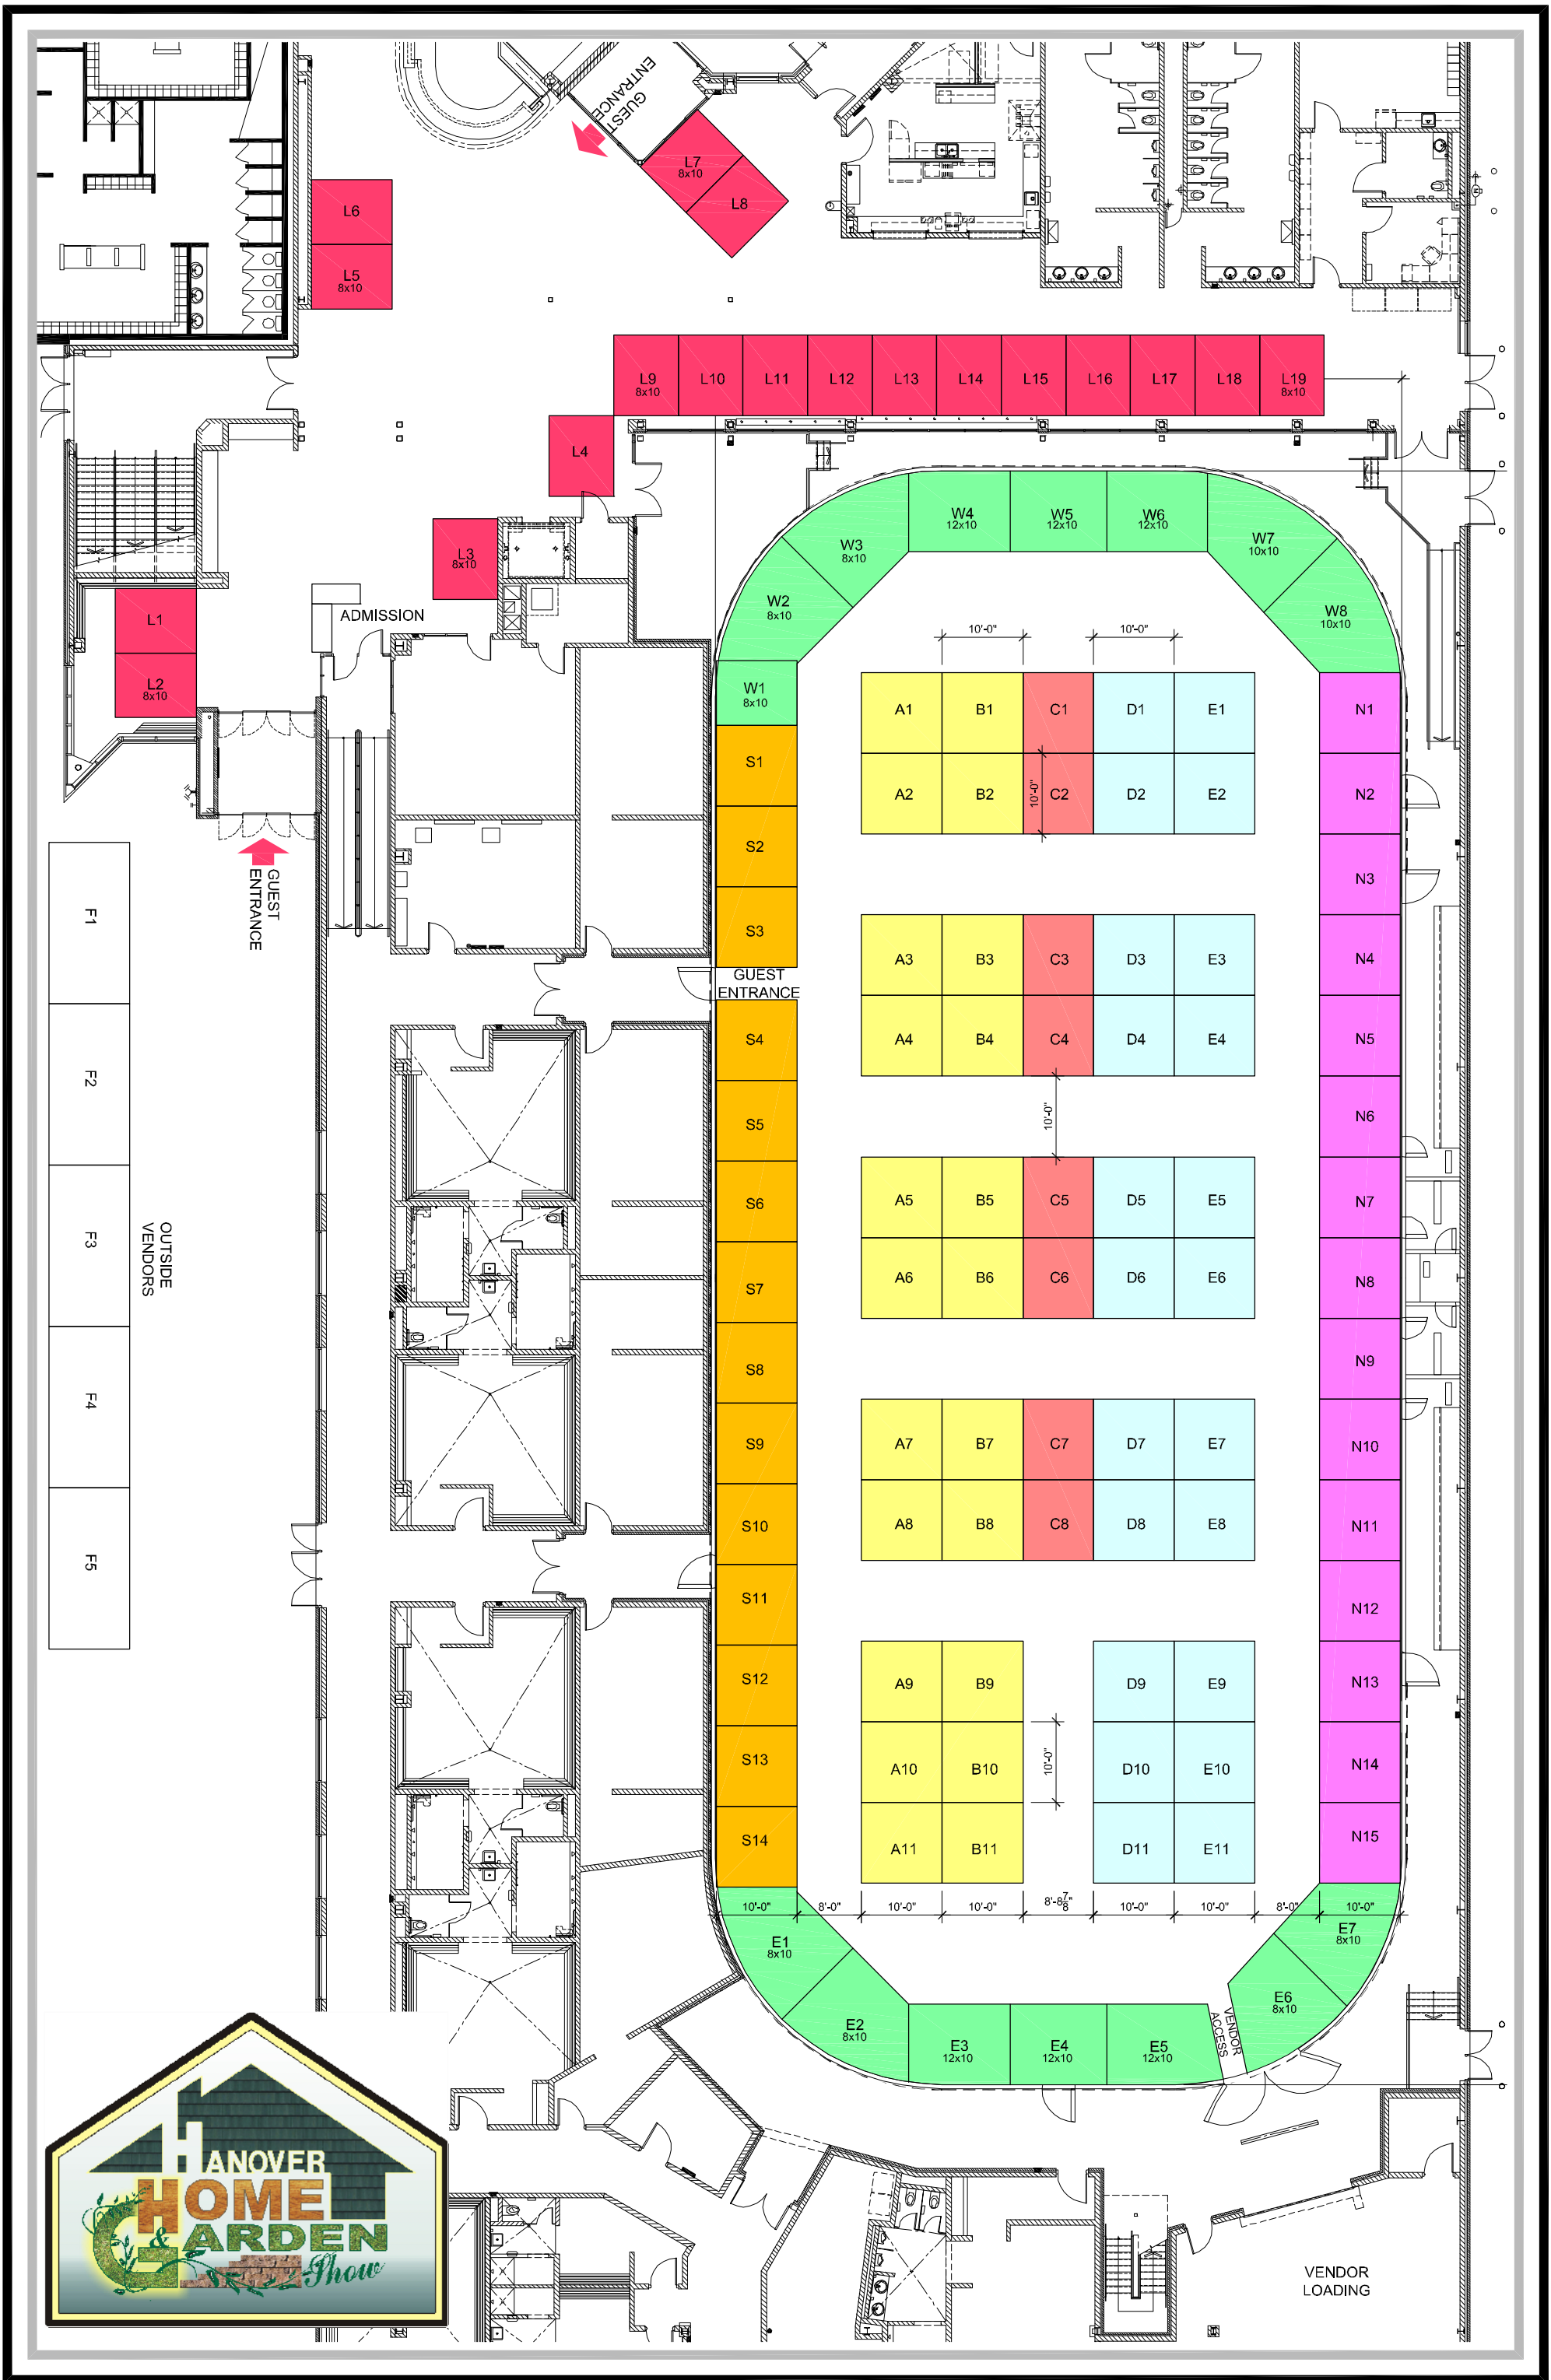 GUEST
ENTRANCE
L7
8x10
L8
L6
L5
8x10
L9
8x10
L10
L11
L12
L13
L14
L15
L16
L17
L18
L19
8x10
L4
L3
8x10
L1
L2
8x10
ADMISSION
GUEST
ENTRANCE
W4
12x10
W5
12x10
W6
12x10
W3
8x10
W7
10x10
W2
8x10
W8
10x10
W1
8x10
10'-0"
10'-0"
A1
B1
C1
D1
E1
N1
S1
A2
B2
10'-0"
C2
D2
E2
N2
S2
N3
S3
A3
B3
C3
D3
E3
N4
GUEST
ENTRANCE
S4
A4
B4
C4
D4
E4
N5
S5
10'-0"
N6
S6
A5
B5
C5
D5
E5
N7
S7
A6
B6
C6
D6
E6
N8
S8
N9
S9
A7
B7
C7
D7
E7
N10
S10
A8
B8
C8
D8
E8
N11
S11
N12
S12
A9
B9
D9
E9
N13
S13
A10
B10
10'-0"
D10
E10
N14
S14
A11
B11
D11
E11
N15
10'-0"
8'-0"
10'-0"
10'-0"
8'-8 7/8"
10'-0"
10'-0"
8'-0"
10'-0"
E1
8x10
E2
8x10
E3
12x10
E4
12x10
E5
12x10
VENDOR
ACCESS
E6
8x10
E7
8x10
F1
F2
F3
F4
F5
OUTSIDE
VENDORS
HANOVER
HOME
& GARDEN
Show
VENDOR
LOADING